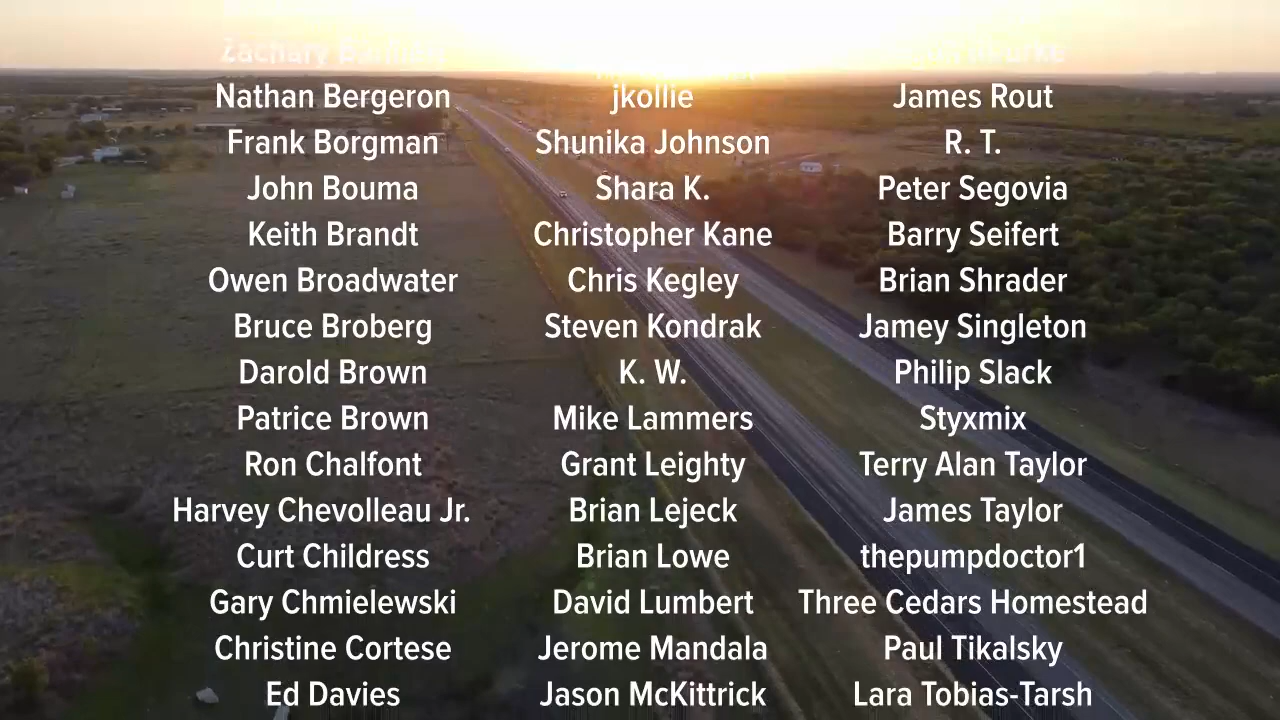 Zachary
Nathan Bergeron
Frank Borgman
John Bouma
Keith Brandt
Owen Broadwater
Bruce Broberg
Darold Brown
Patrice Brown
Ron Chalfont
Harvey Chevolleau Jr.
Curt Childress
Gary Chmielewski
Christine Cortese
Ed Davies
jkollie
Shunika Johnson
Shara K.
Christopher Kane
Chris Kegley
Steven Kondrak
K. W.
Mike Lammers
Grant Leighty
Brian Lejeck
Brian Lowe
David Lumbert
Jerome Mandala
Jason McKittrick
James Rout
R. T.
Peter Segovia
Barry Seifert
Brian Shrader
Jamey Singleton
Philip Slack
Styxmix
Terry Alan Taylor
James Taylor
thepumpdoctor1
Three Cedars Homestead
Paul Tikalsky
Lara Tobias-Tarsh